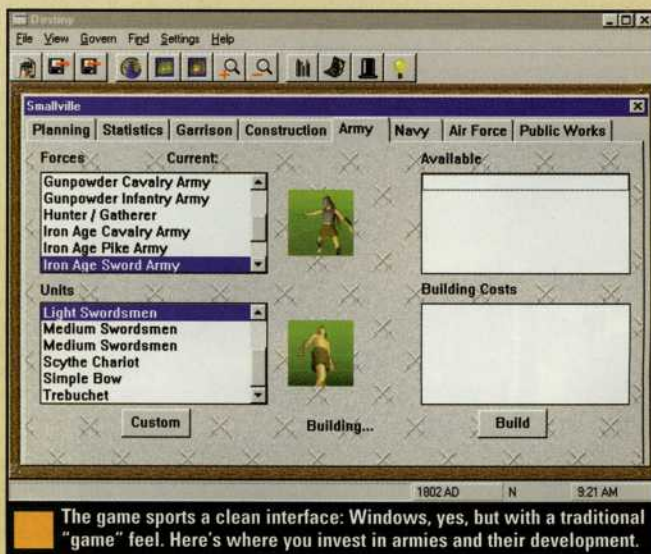 Destiny
File View Govern Find Settings Help
Smallville
Planning Statistics Garrison Construction Army Navy Air Force Public Works
Forces Current: Available
Gunpowder Cavalry Army
Gunpowder Infantry Army
Hunter / Gatherer
Iron Age Cavalry Army
Iron Age Pike Army
Iron Age Sword Army
Units Building Costs
Light Swordsmen
Medium Swordsmen
Medium Swordsmen
Scythe Chariot
Simple Bow
Trebuchet
Custom Building... Build
1802 AD N 9:21 AM
The game sports a clean interface: Windows, yes, but with a traditional
"game" feel. Here's where you invest in armies and their development.